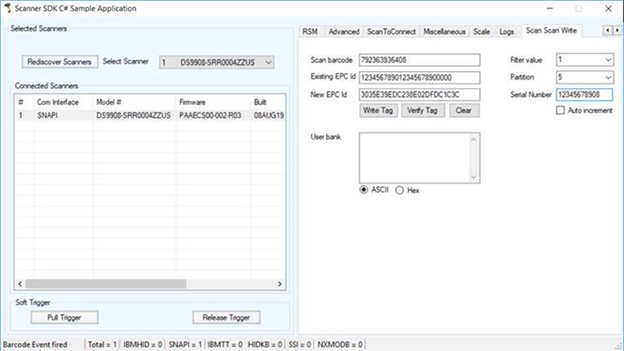 Scanner SDK C# Sample Application
Selected Scanners
Rediscover Scanners Select Scanner 1 DS9908-SRR0004ZZUS
Connected Scanners
# Com Interface Model # Firmware Built
1 SNAPI DS9908-SRR0004ZZUS PAAECS00-002-R03 08AUG19
Soft Trigger
Pull Trigger Release Trigger
RSM Advanced ScanToConnect Miscellaneous Scale Logs Scan Scan Write
Scan barcode 792363936408 Filter value 1
Existing EPC Id 12345678901234567890000 Partition 5
New EPC Id 3035E39EDC238E02DFDC1C3C Serial Number 12345678908
Write Tag Verify Tag Clear Auto increment
User bank
ASCII Hex
Barcode Event fired Total = 1 IBMHID = 0 SNAPI = 1 IBMTT = 0 HIDKB = 0 SSI = 0 NXMODB = 0